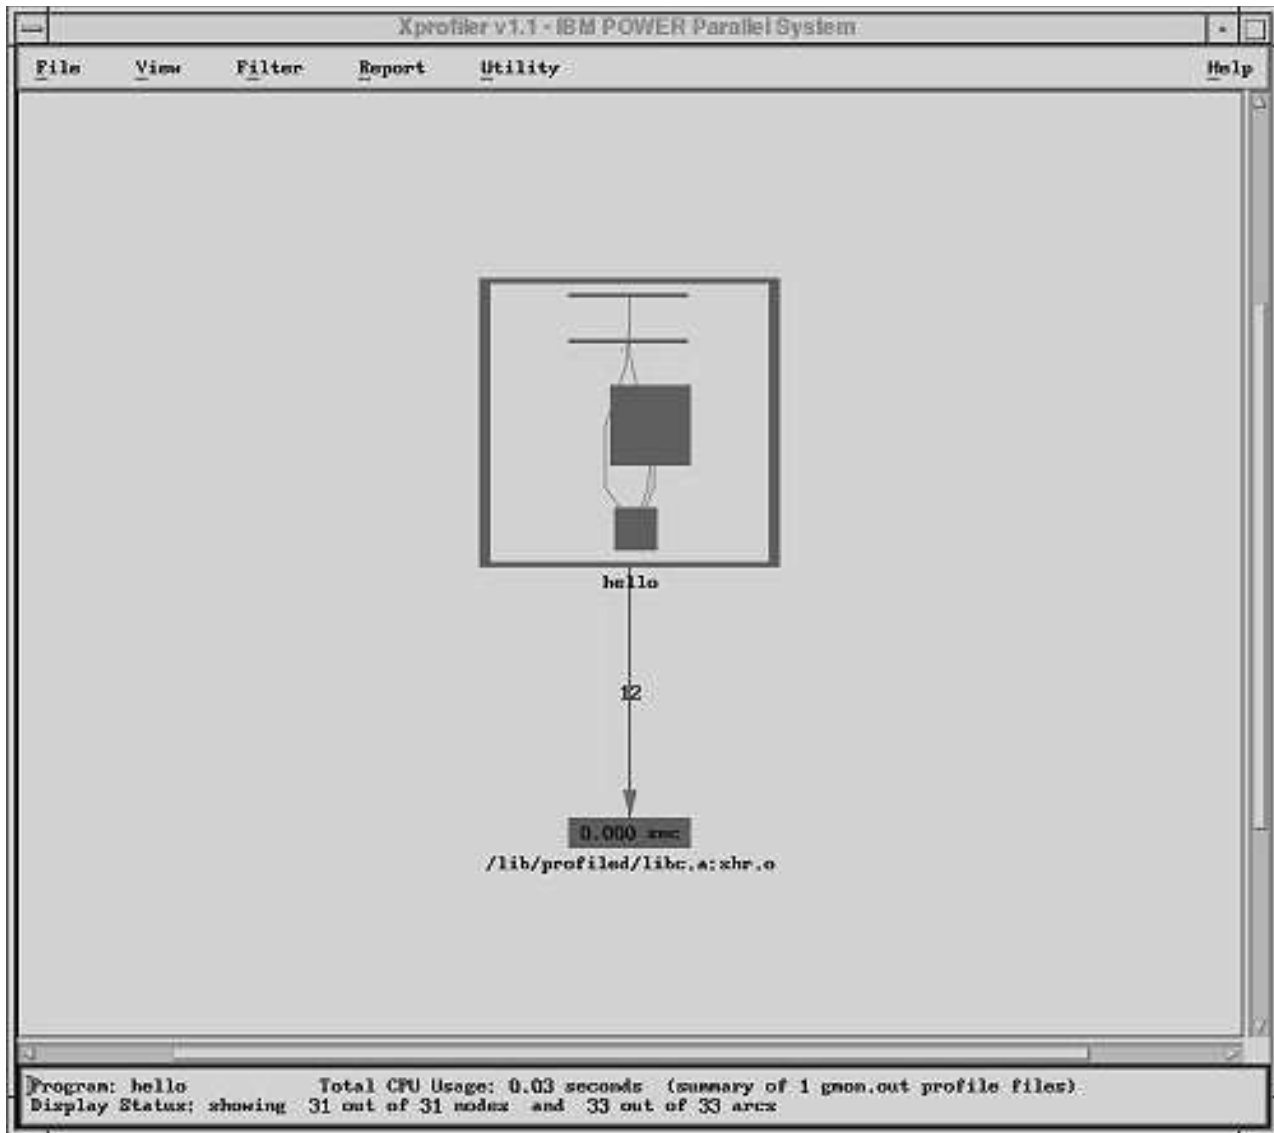 Xprofiler v1.1 - IBM POWER Parallel System
File View Filter Report Utility Help
hello
12
0.000 sec
/lib/profiled/libc.a:shr.o
Program: hello Total CPU Usage: 0.03 seconds (summary of 1 gmon.out profile files)
Display Status: showing 31 out of 31 nodes and 33 out of 33 arcs